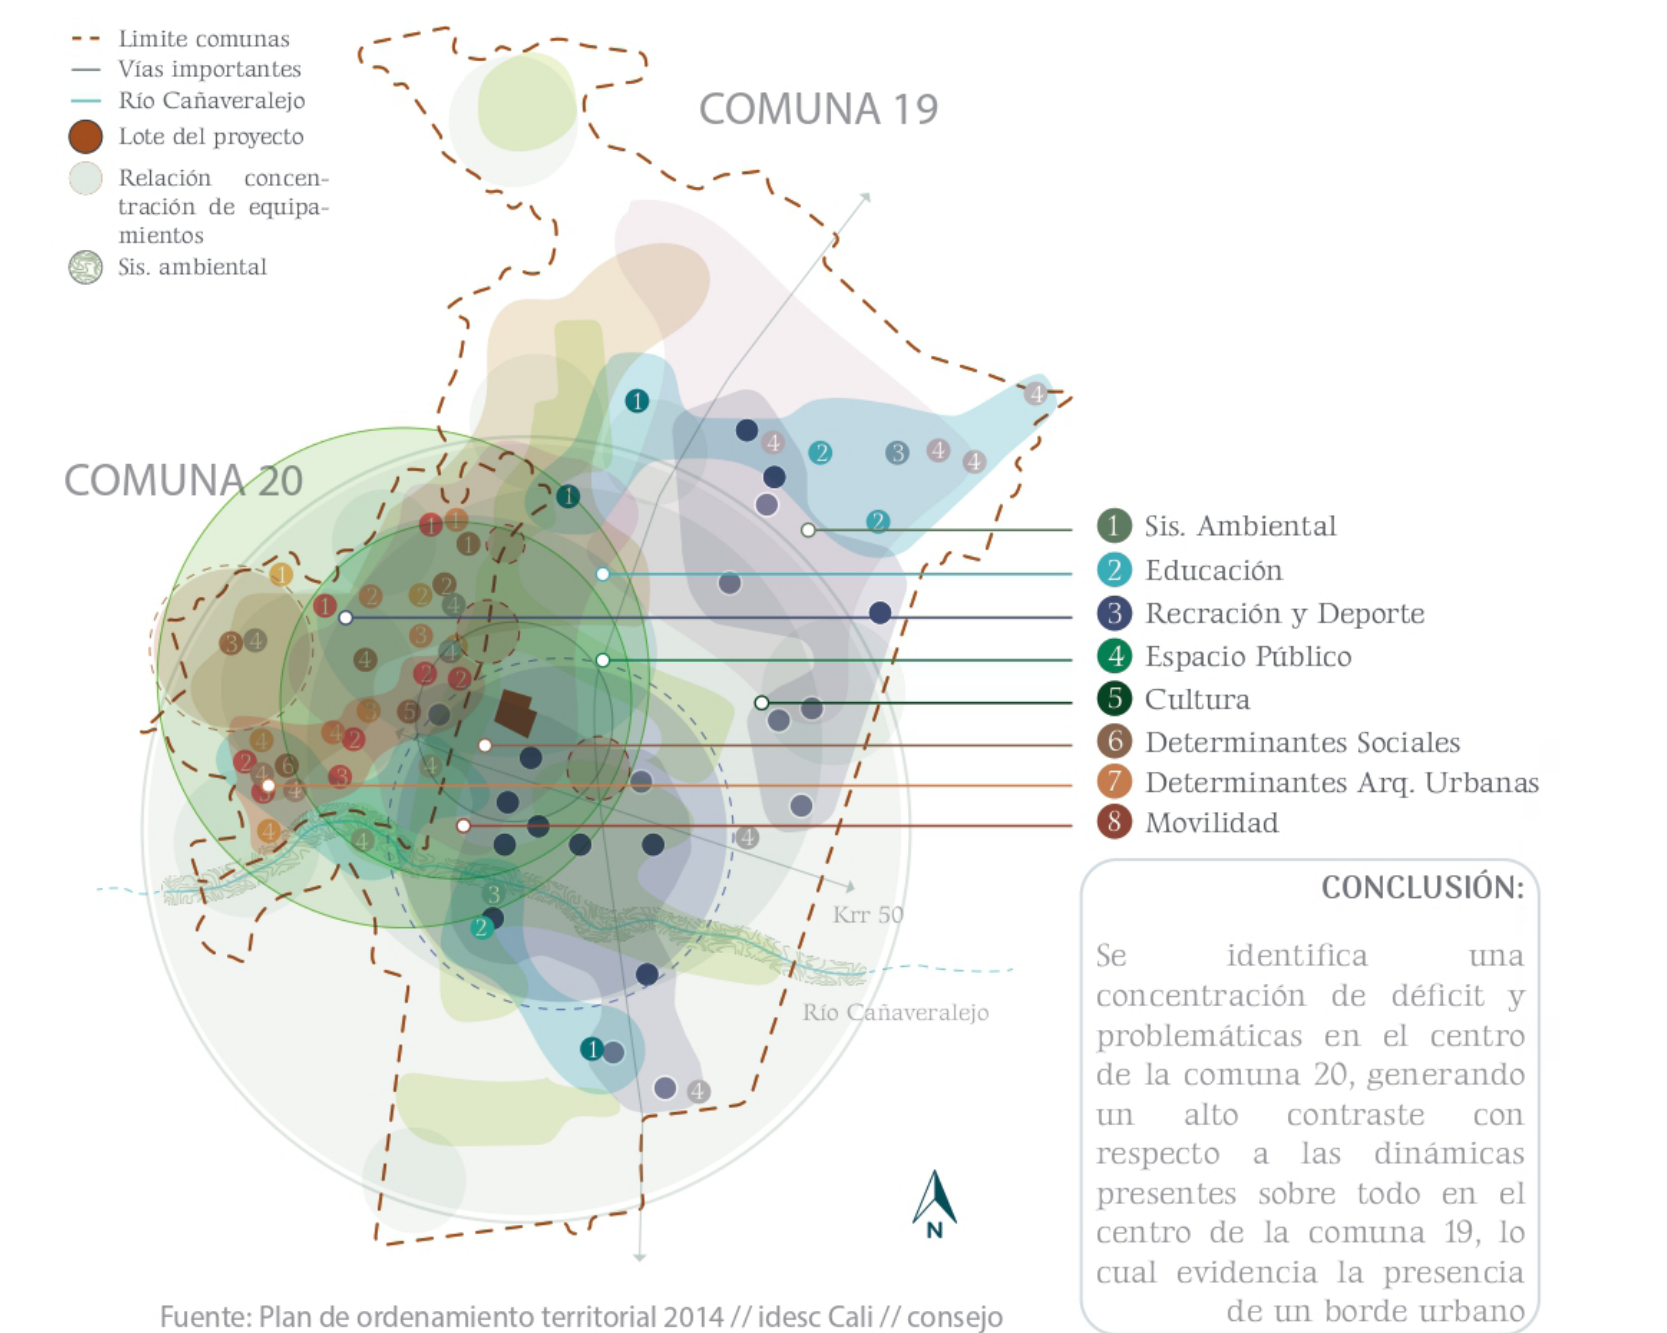 Limite comunas
Vías importantes
Río Cañaveralejo
Lote del proyecto
Relación concen-
tración de equipa-
mientos
Sis. ambiental
COMUNA 19
COMUNA 20
1 Sis. Ambiental
2 Educación
3 Recración y Deporte
4 Espacio Público
5 Cultura
6 Determinantes Sociales
7 Determinantes Arq. Urbanas
8 Movilidad
Krr 50
Río Cañaveralejo
N
CONCLUSIÓN:
Se identifica una
concentración de déficit y
problemáticas en el centro
de la comuna 20, generando
un alto contraste con
respecto a las dinámicas
presentes sobre todo en el
centro de la comuna 19, lo
cual evidencia la presencia
de un borde urbano
Fuente: Plan de ordenamiento territorial 2014 // idesc Cali // consejo